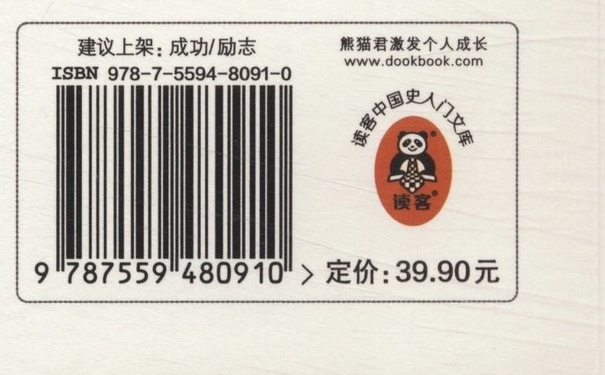 建议上架：成功/励志
ISBN 978-7-5594-8091-0
9 787559 480910 >
熊猫君激发个人成长
www.dookbook.com
读客中国史入门文库
读客®
定价：39.90元